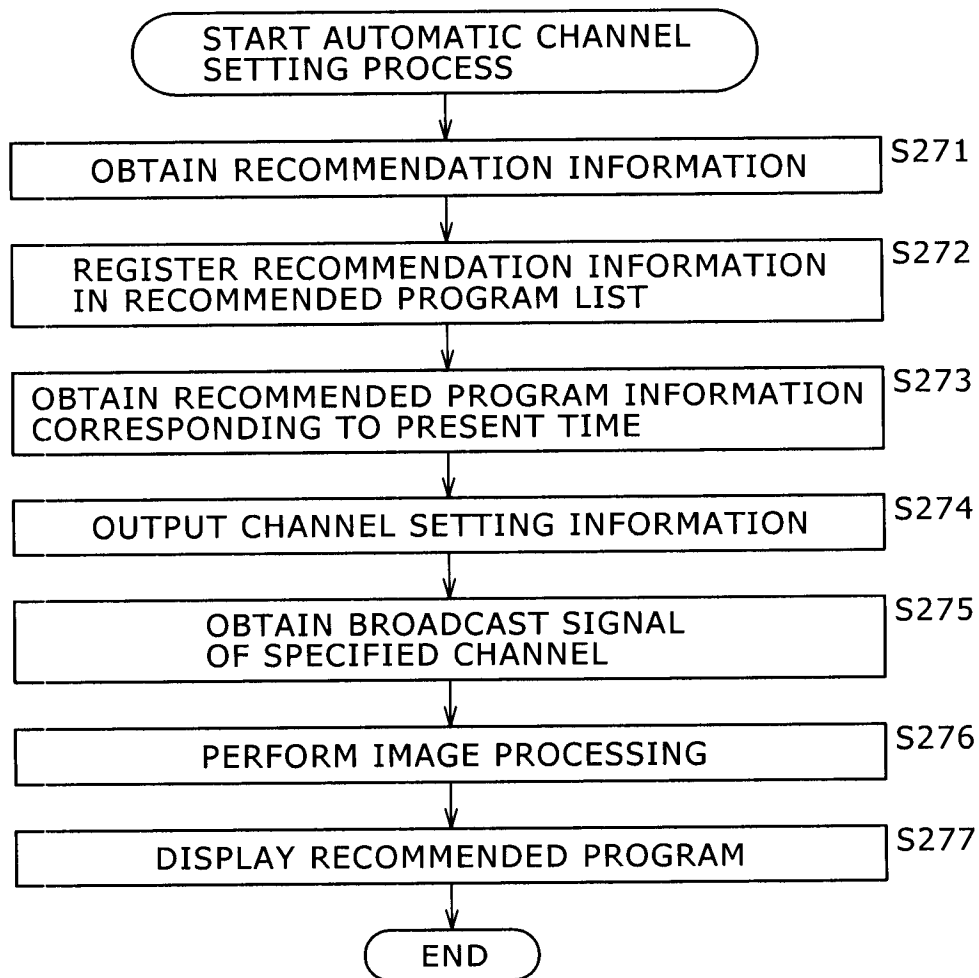 START AUTOMATIC CHANNEL
SETTING PROCESS
OBTAIN RECOMMENDATION INFORMATION
S271
REGISTER RECOMMENDATION INFORMATION
IN RECOMMENDED PROGRAM LIST
S272
OBTAIN RECOMMENDED PROGRAM INFORMATION
CORRESPONDING TO PRESENT TIME
S273
OUTPUT CHANNEL SETTING INFORMATION
S274
OBTAIN BROADCAST SIGNAL
OF SPECIFIED CHANNEL
S275
PERFORM IMAGE PROCESSING
S276
DISPLAY RECOMMENDED PROGRAM
S277
END